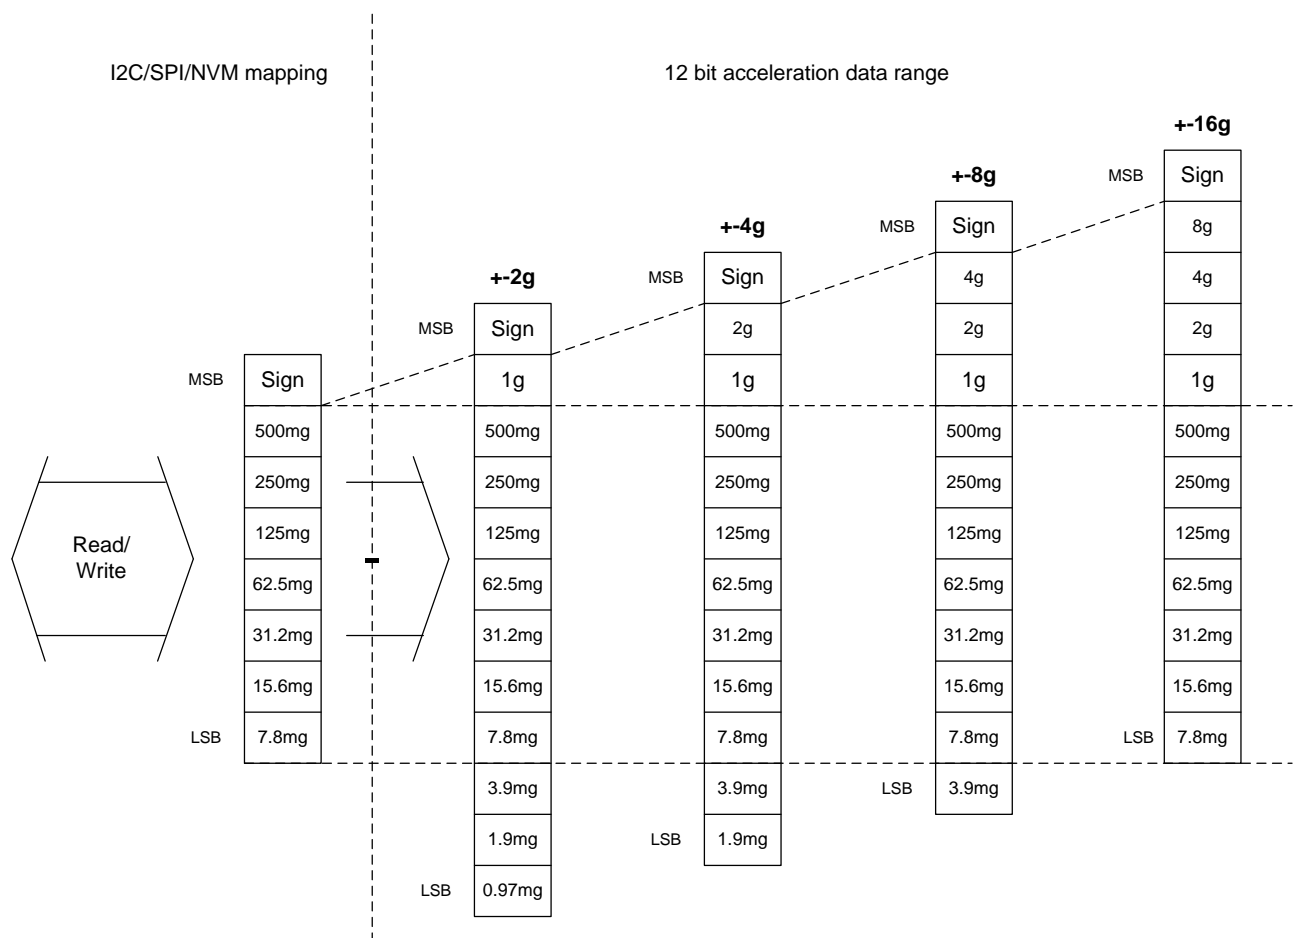 I2C/SPI/NVM mapping
12 bit acceleration data range
MSB
Sign
500mg
250mg
125mg
62.5mg
31.2mg
15.6mg
LSB
7.8mg
Read/
Write
+-2g
MSB
Sign
1g
500mg
250mg
125mg
62.5mg
31.2mg
15.6mg
7.8mg
3.9mg
1.9mg
LSB
0.97mg
+-4g
MSB
Sign
2g
1g
500mg
250mg
125mg
62.5mg
31.2mg
15.6mg
7.8mg
3.9mg
LSB
1.9mg
+-8g
MSB
Sign
4g
2g
1g
500mg
250mg
125mg
62.5mg
31.2mg
15.6mg
7.8mg
LSB
3.9mg
+-16g
MSB
Sign
8g
4g
2g
1g
500mg
250mg
125mg
62.5mg
31.2mg
15.6mg
LSB
7.8mg